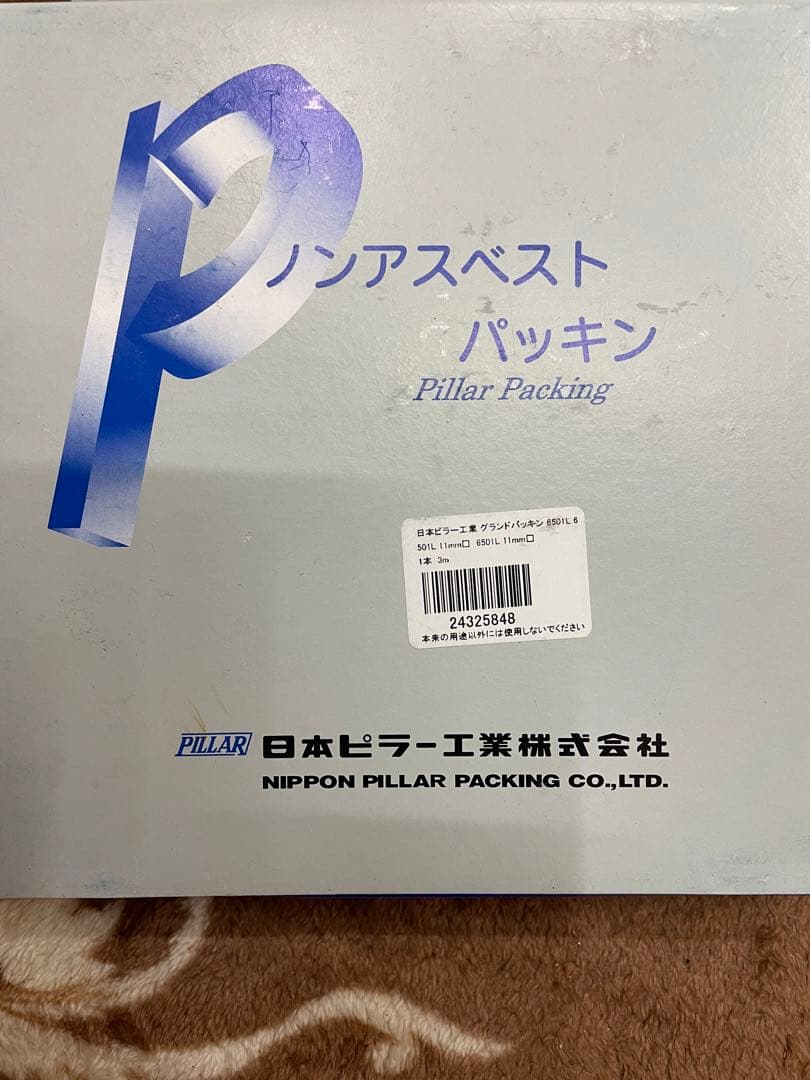 P
ノンアスベスト
パッキン
Pillar Packing
日本ピラー工業 グランドパッキン 6501L 6
501L 11mm□ 6501L 11mm□
1本 3m
24325848
本来の用途以外には使用しないでください
PILLAR 日本ピラー工業株式会社
NIPPON PILLAR PACKING CO.,LTD.